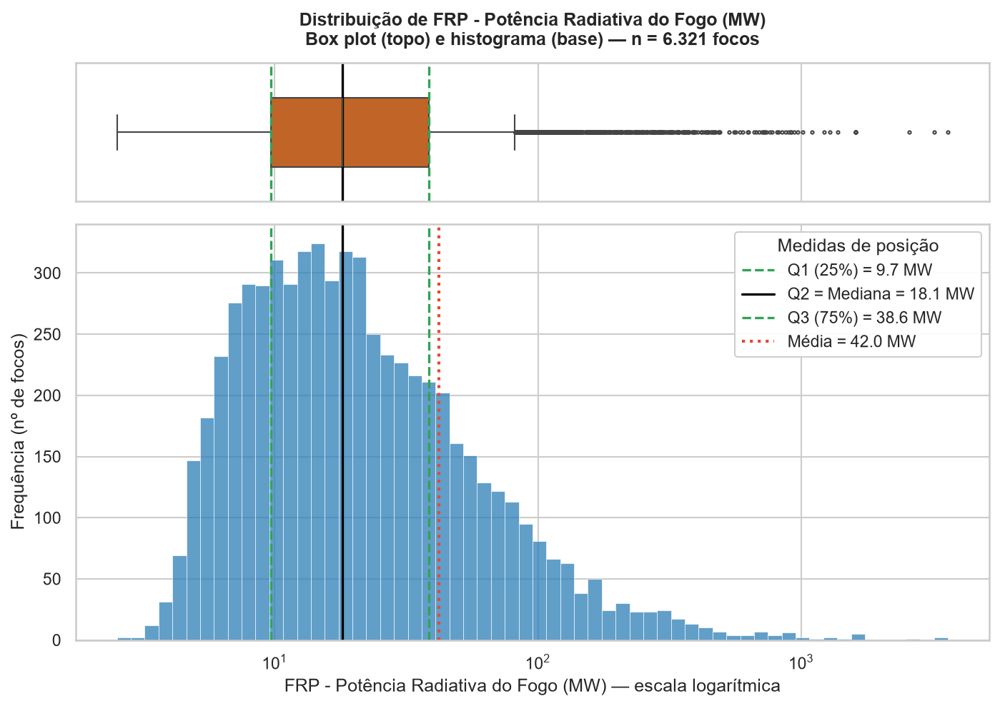 Distribuição de FRP - Potência Radiativa do Fogo (MW)
Box plot (topo) e histograma (base) — n = 6.321 focos
Medidas de posição
Q1 (25%) = 9.7 MW
Q2 = Mediana = 18.1 MW
Q3 (75%) = 38.6 MW
Média = 42.0 MW
Frequência (nº de focos)
300
250
200
150
100
50
0
10¹ 10² 10³
FRP - Potência Radiativa do Fogo (MW) — escala logarítmica